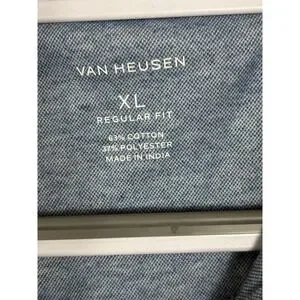 VAN HEUSEN
XL
REGULAR FIT
63% COTTON
37% POLYESTER
MADE IN INDIA